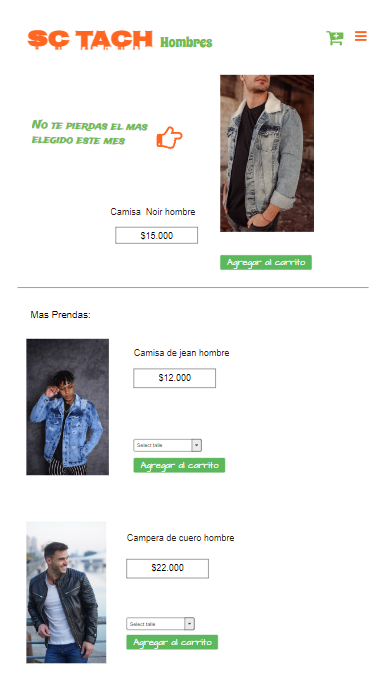 SC TACH Hombres
No te pierdas el mas
elegido este mes
Camisa Noir hombre
$15.000
Agregar al carrito
Mas Prendas:
Camisa de jean hombre
$12.000
Select talle
Agregar al carrito
Campera de cuero hombre
$22.000
Select talle
Agregar al carrito